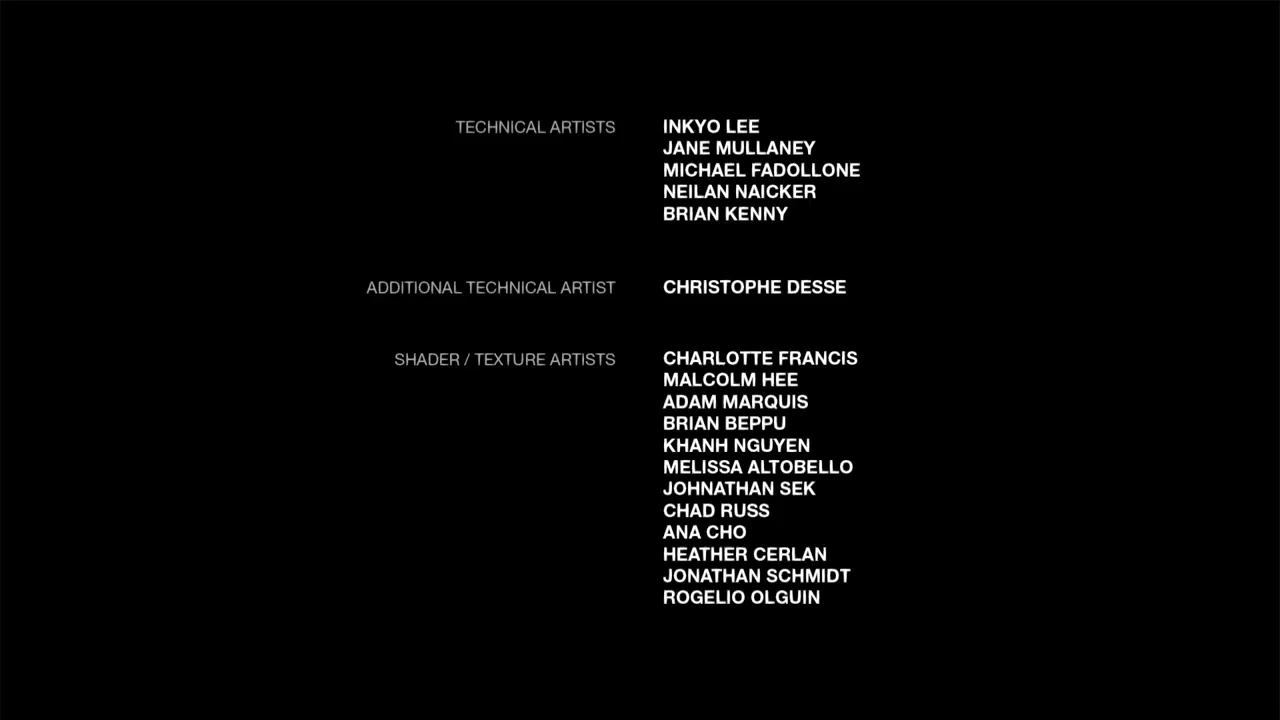 TECHNICAL ARTISTS INKYO LEE
JANE MULLANEY
MICHAEL FADOLLONE
NEILAN NAICKER
BRIAN KENNY
ADDITIONAL TECHNICAL ARTIST CHRISTOPHE DESSE
SHADER / TEXTURE ARTISTS CHARLOTTE FRANCIS
MALCOLM HEE
ADAM MARQUIS
BRIAN BEPPU
KHANH NGUYEN
MELISSA ALTOBELLO
JOHNATHAN SEK
CHAD RUSS
ANA CHO
HEATHER CERLAN
JONATHAN SCHMIDT
ROGELIO OLGUIN